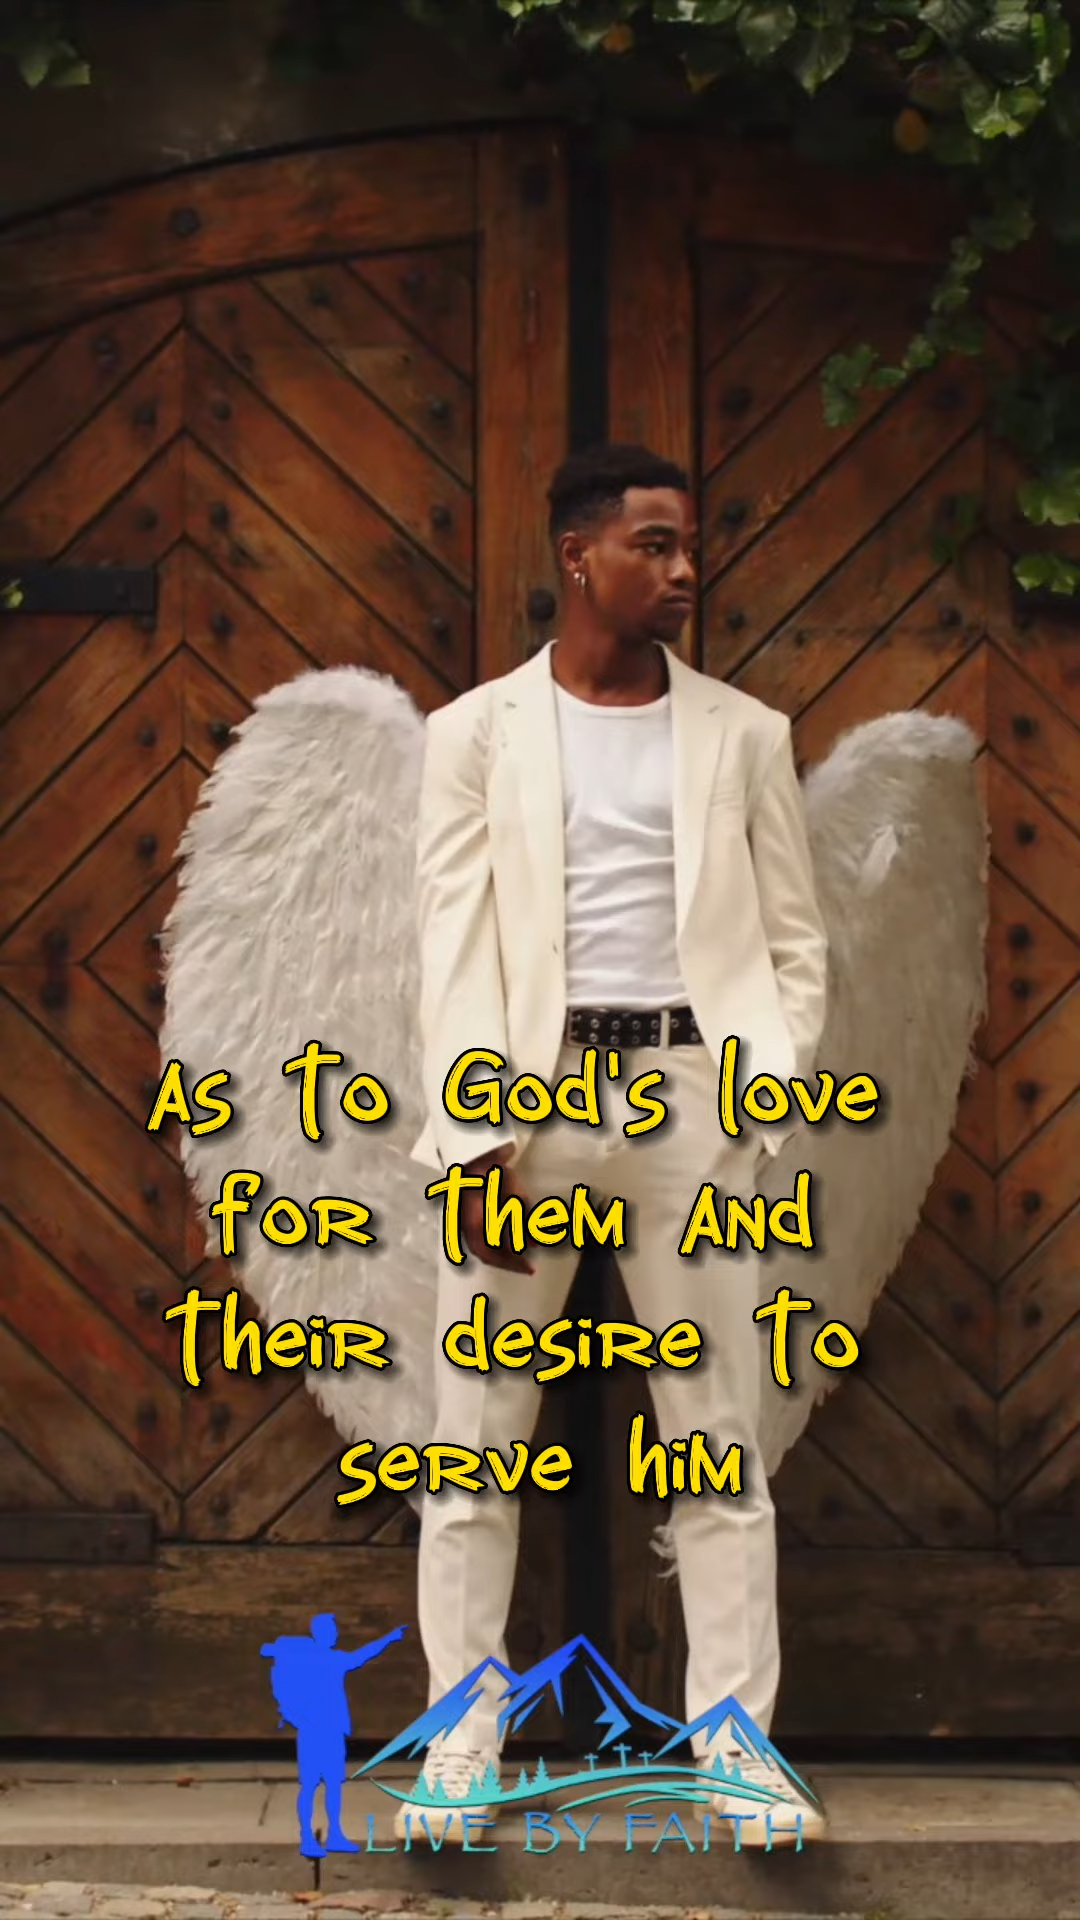 As to God's love
for them and
their desire to
serve him
LIVE BY FAITH